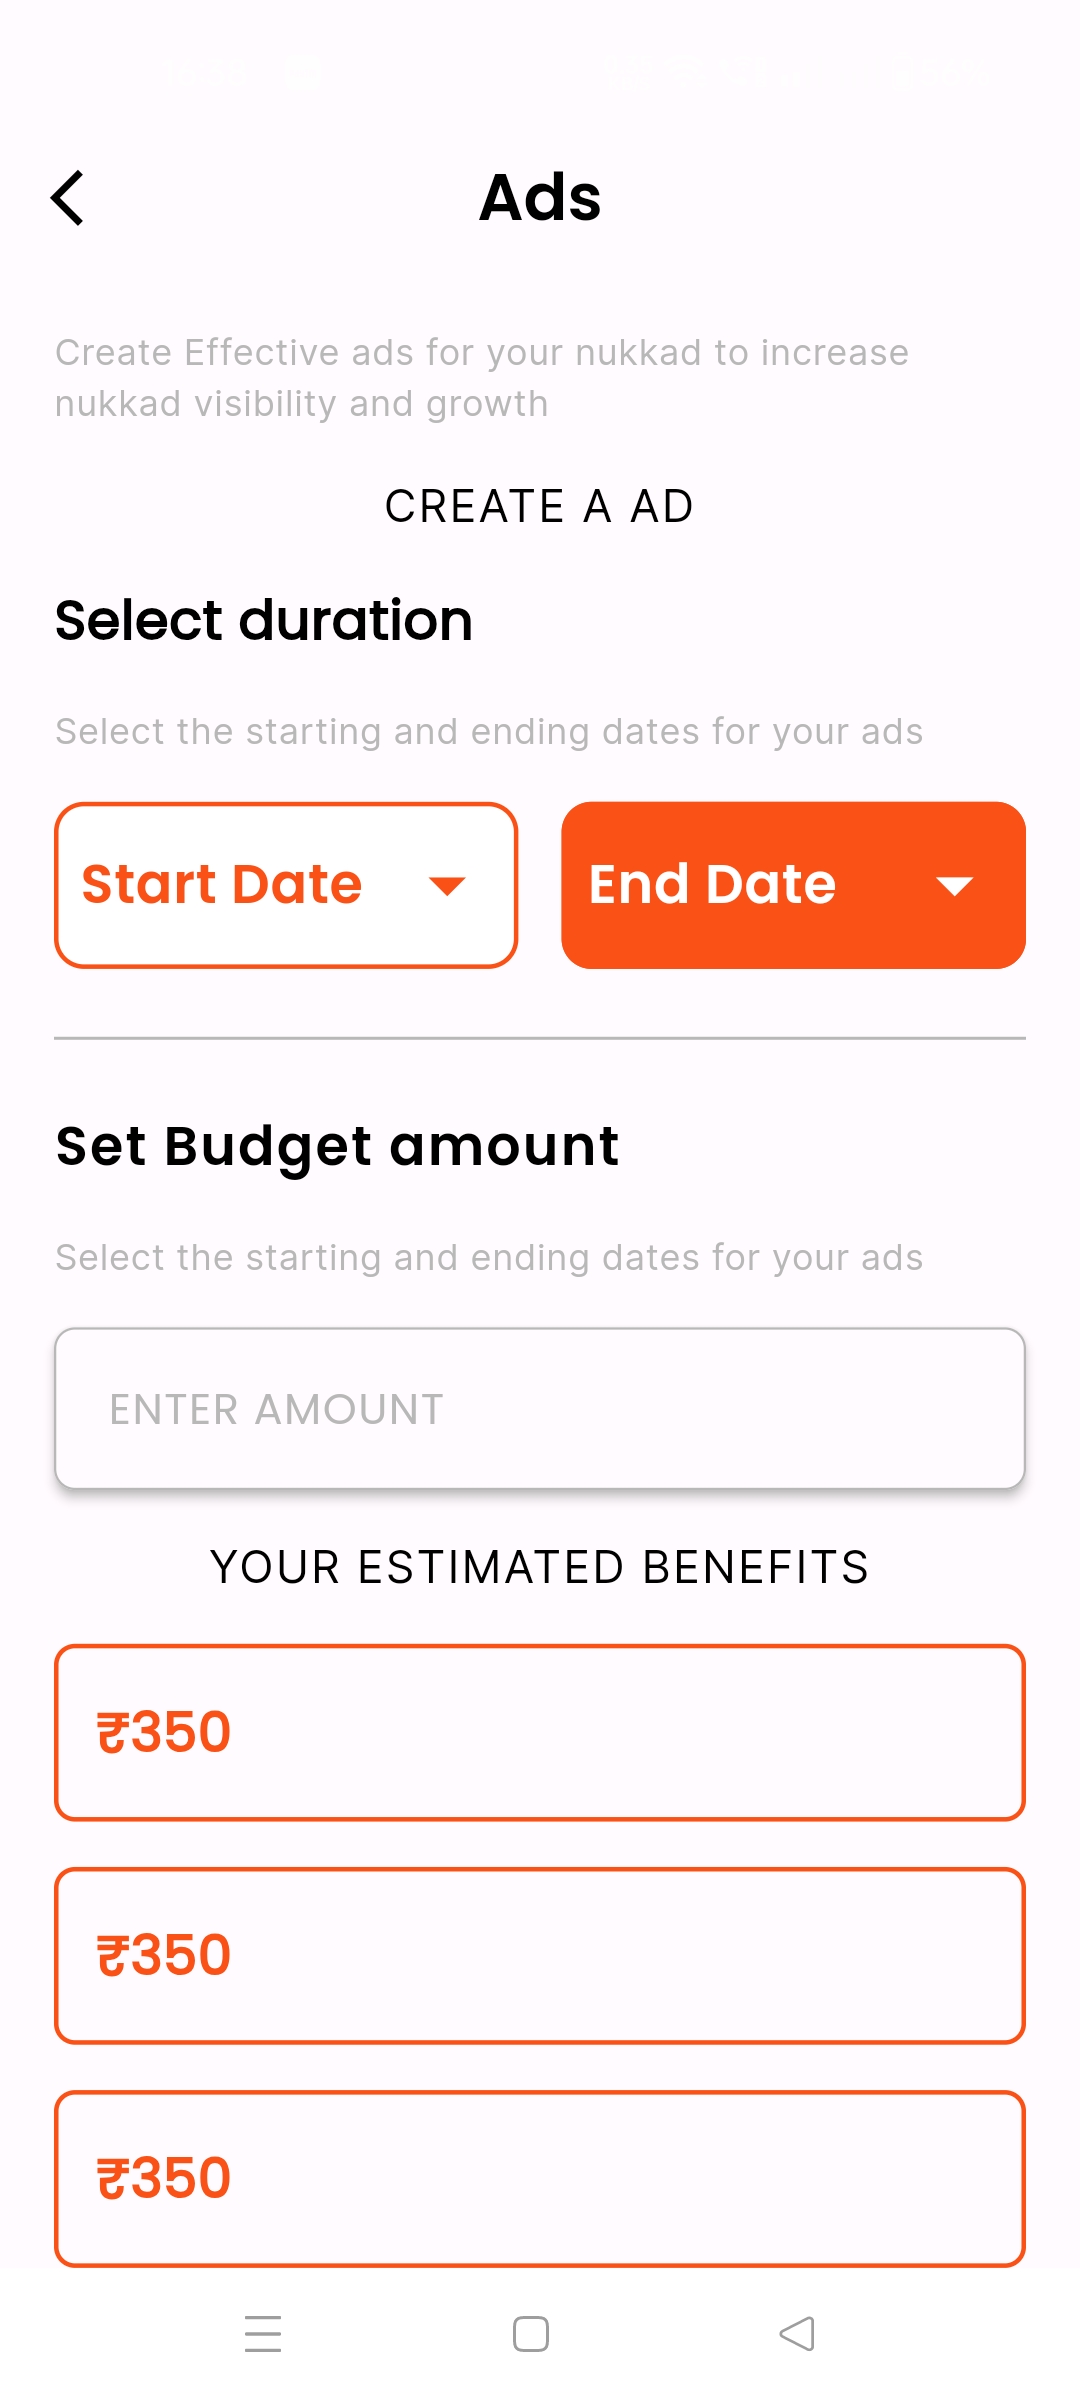 Ads
Create Effective ads for your nukkad to increase
nukkad visibility and growth
CREATE A AD
Select duration
Select the starting and ending dates for your ads
Start Date
End Date
Set Budget amount
Select the starting and ending dates for your ads
ENTER AMOUNT
YOUR ESTIMATED BENEFITS
₹350
₹350
₹350